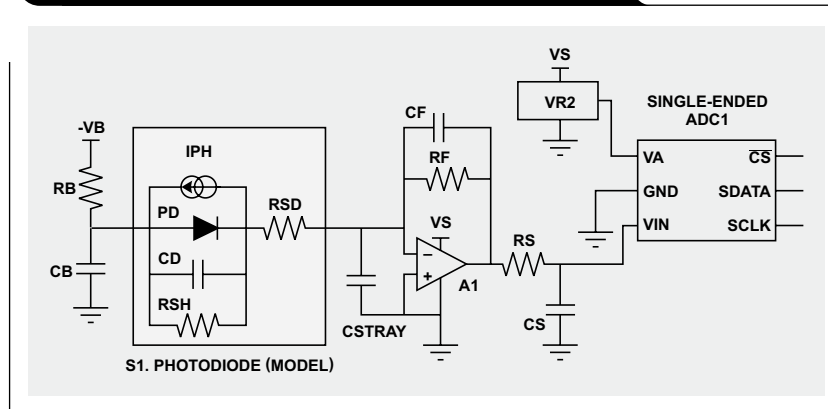 VS
VR2
SINGLE-ENDED
ADC1
VA
CS
GND
SDATA
VIN
SCLK
-VB
RB
CB
IPH
PD
RSD
CD
RSH
S1. PHOTODIODE (MODEL)
CF
RF
VS
−
+
A1
CSTRAY
RS
CS